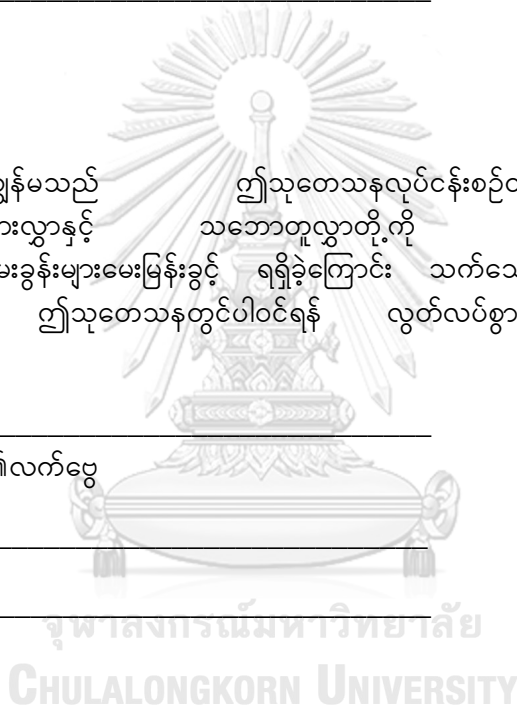 ကျွန်မသည် ဤသုတေသနလုပ်ငန်းစဉ်
လွှာနှင့် သဘောတူလွှာတို့ကို
မေးခွန်းများမေးမြန်းခွင့် ရရှိခဲ့ကြောင်း
ဤသုတေသနတွင်ပါဝင်ရန် လွတ်လပ်စွာ
၏လက်ဗွေ
จุฬาลงกรณ์มหาวิทยาลัย
CHULALONGKORN UNIVERSITY